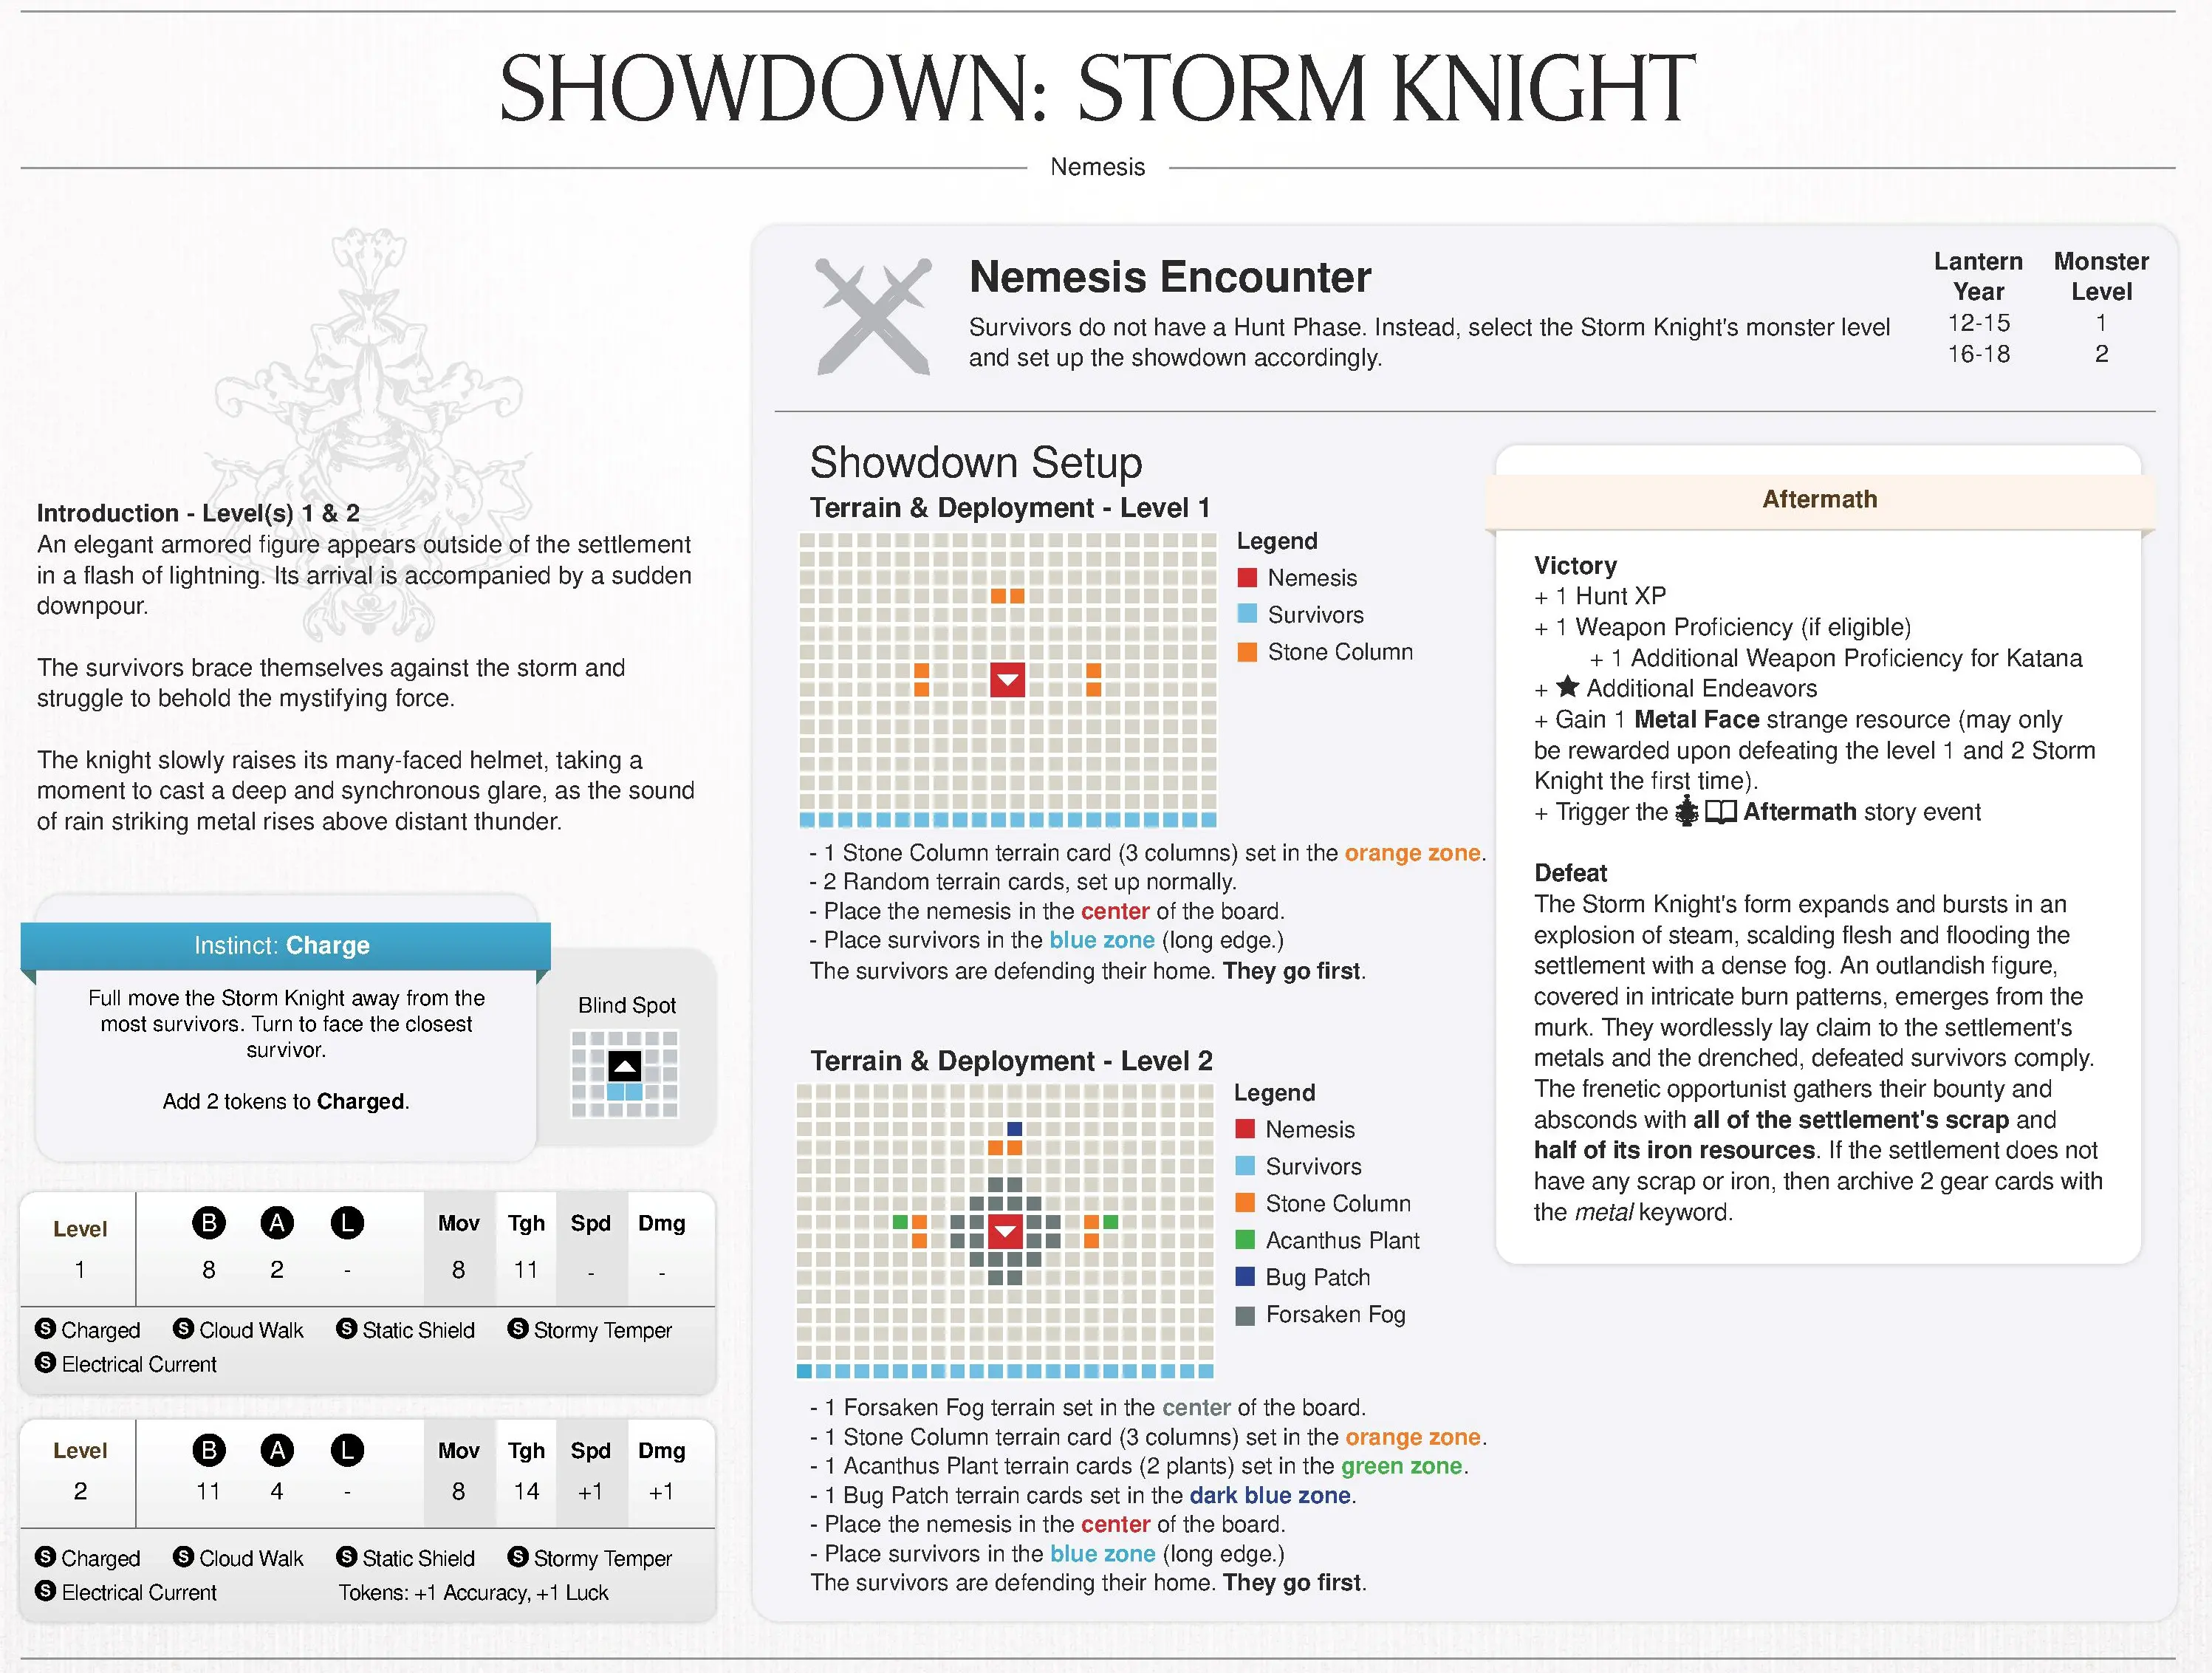 SHOWDOWN: STORM KNIGHT
Nemesis
Introduction - Level(s) 1 & 2
An elegant armored figure appears outside of the settlement
in a flash of lightning. Its arrival is accompanied by a sudden
downpour.
The survivors brace themselves against the storm and
struggle to behold the mystifying force.
The knight slowly raises its many-faced helmet, taking a
moment to cast a deep and synchronous glare, as the sound
of rain striking metal rises above distant thunder.
Instinct: Charge
Full move the Storm Knight away from the
most survivors. Turn to face the closest
survivor.
Add 2 tokens to Charged.
Blind Spot
Level B A L Mov Tgh Spd Dmg
1 8 2 - 8 11 - -
S Charged S Cloud Walk S Static Shield S Stormy Temper
S Electrical Current
Level B A L Mov Tgh Spd Dmg
2 11 4 - 8 14 +1 +1
S Charged S Cloud Walk S Static Shield S Stormy Temper
S Electrical Current Tokens: +1 Accuracy, +1 Luck
Nemesis Encounter
Survivors do not have a Hunt Phase. Instead, select the Storm Knight's monster level
and set up the showdown accordingly.
Lantern Monster
Year Level
12-15 1
16-18 2
Showdown Setup
Terrain & Deployment - Level 1
Legend
Nemesis
Survivors
Stone Column
- 1 Stone Column terrain card (3 columns) set in the orange zone.
- 2 Random terrain cards, set up normally.
- Place the nemesis in the center of the board.
- Place survivors in the blue zone (long edge.)
The survivors are defending their home. They go first.
Terrain & Deployment - Level 2
Legend
Nemesis
Survivors
Stone Column
Acanthus Plant
Bug Patch
Forsaken Fog
- 1 Forsaken Fog terrain set in the center of the board.
- 1 Stone Column terrain card (3 columns) set in the orange zone.
- 1 Acanthus Plant terrain cards (2 plants) set in the green zone.
- 1 Bug Patch terrain cards set in the dark blue zone.
- Place the nemesis in the center of the board.
- Place survivors in the blue zone (long edge.)
The survivors are defending their home. They go first.
Aftermath
Victory
+ 1 Hunt XP
+ 1 Weapon Proficiency (if eligible)
+ 1 Additional Weapon Proficiency for Katana
+ ★ Additional Endeavors
+ Gain 1 Metal Face strange resource (may only
be rewarded upon defeating the level 1 and 2 Storm
Knight the first time).
+ Trigger the Aftermath story event
Defeat
The Storm Knight's form expands and bursts in an
explosion of steam, scalding flesh and flooding the
settlement with a dense fog. An outlandish figure,
covered in intricate burn patterns, emerges from the
murk. They wordlessly lay claim to the settlement's
metals and the drenched, defeated survivors comply.
The frenetic opportunist gathers their bounty and
absconds with all of the settlement's scrap and
half of its iron resources. If the settlement does not
have any scrap or iron, then archive 2 gear cards with
the metal keyword.